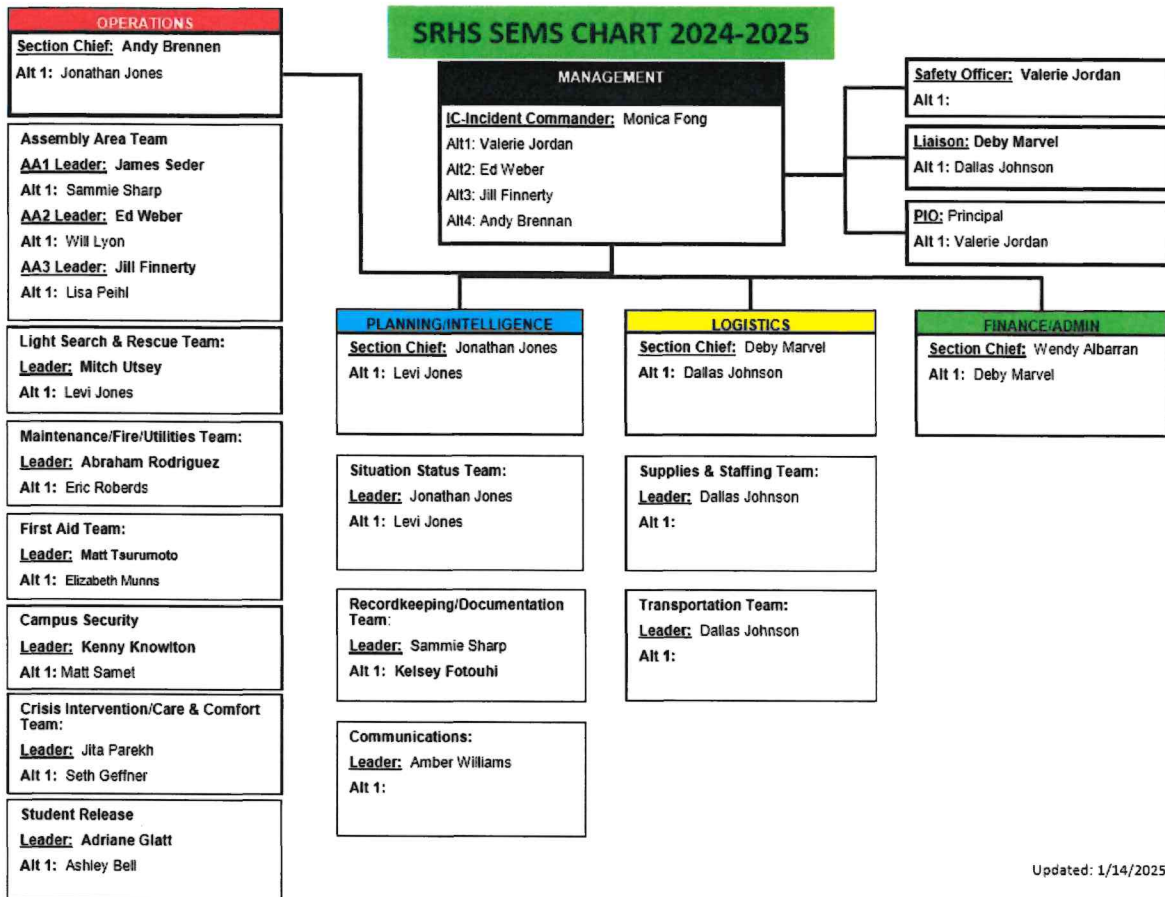 SRHS SEMS CHART 2024-2025
OPERATIONS
Section Chief: Andy Brennen
Alt 1: Jonathan Jones
Assembly Area Team
AA1 Leader: James Seder
Alt 1: Sammie Sharp
AA2 Leader: Ed Weber
Alt 1: Will Lyon
AA3 Leader: Jill Finnerty
Alt 1: Lisa Peihl
Light Search & Rescue Team:
Leader: Mitch Utsey
Alt 1: Levi Jones
Maintenance/Fire/Utilities Team:
Leader: Abraham Rodriguez
Alt 1: Eric Roberds
First Aid Team:
Leader: Matt Tsurumoto
Alt 1: Elizabeth Munns
Campus Security
Leader: Kenny Knowlton
Alt 1: Matt Samet
Crisis Intervention/Care & Comfort
Team:
Leader: Jita Parekh
Alt 1: Seth Geffner
Student Release
Leader: Adriane Glatt
Alt 1: Ashley Bell
MANAGEMENT
IC-Incident Commander: Monica Fong
Alt1: Valerie Jordan
Alt2: Ed Weber
Alt3: Jill Finnerty
Alt4: Andy Brennan
Safety Officer: Valerie Jordan
Alt 1:
Liaison: Deby Marvel
Alt 1: Dallas Johnson
PIO: Principal
Alt 1: Valerie Jordan
PLANNING/INTELLIGENCE
Section Chief: Jonathan Jones
Alt 1: Levi Jones
Situation Status Team:
Leader: Jonathan Jones
Alt 1: Levi Jones
Recordkeeping/Documentation
Team:
Leader: Sammie Sharp
Alt 1: Kelsey Fotouhi
Communications:
Leader: Amber Williams
Alt 1:
LOGISTICS
Section Chief: Deby Marvel
Alt 1: Dallas Johnson
Supplies & Staffing Team:
Leader: Dallas Johnson
Alt 1:
Transportation Team:
Leader: Dallas Johnson
Alt 1:
FINANCE/ADMIN
Section Chief: Wendy Albarran
Alt 1: Deby Marvel
Updated: 1/14/2025